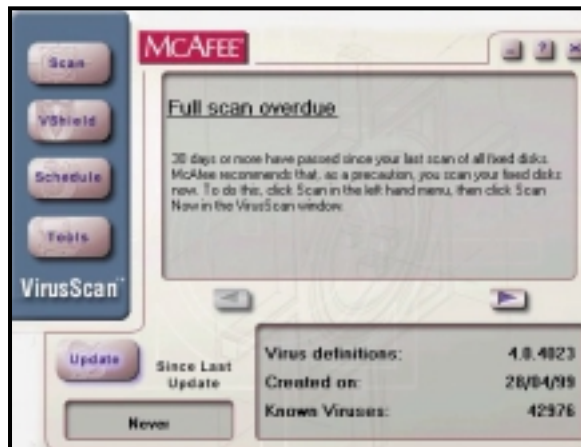 McAFEE
Scan
VShield
Schedule
Tools
VirusScan™
Full scan overdue
30 days or more have passed since your last scan of all fixed disks.
McAfee recommends that, as a precaution, you scan your fixed disks
now. To do this, click Scan in the left hand menu, then click Scan
Now in the VirusScan window.
Update
Since Last
Update
Never
Virus definitions: 4.0.4023
Created on: 28/04/99
Known Viruses: 42976